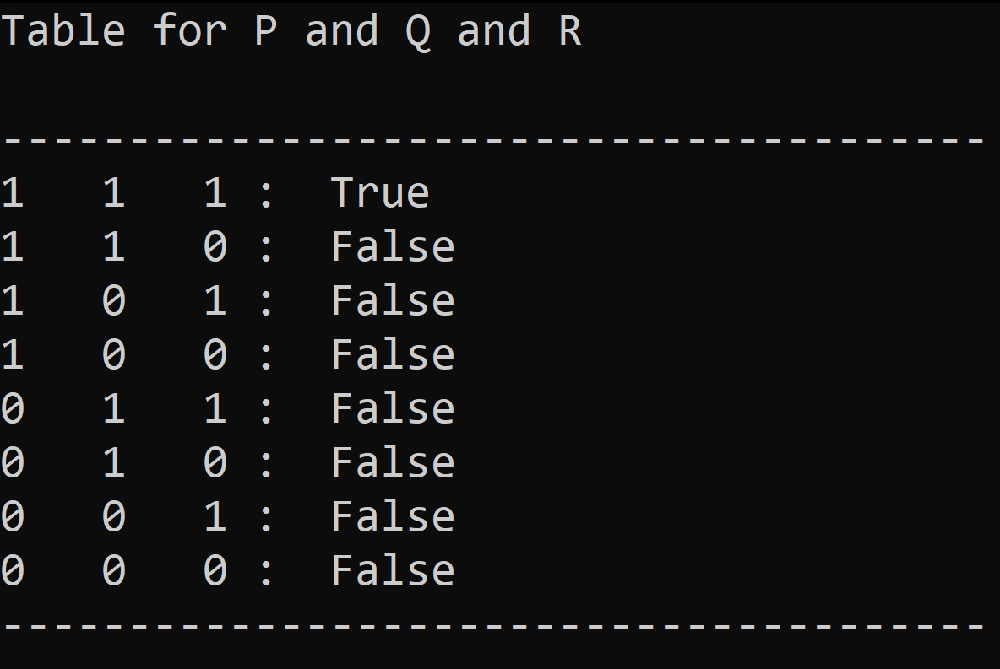 Table for P and Q and R
---------------------------------------
1   1   1 :  True
1   1   0 :  False
1   0   1 :  False
1   0   0 :  False
0   1   1 :  False
0   1   0 :  False
0   0   1 :  False
0   0   0 :  False
---------------------------------------